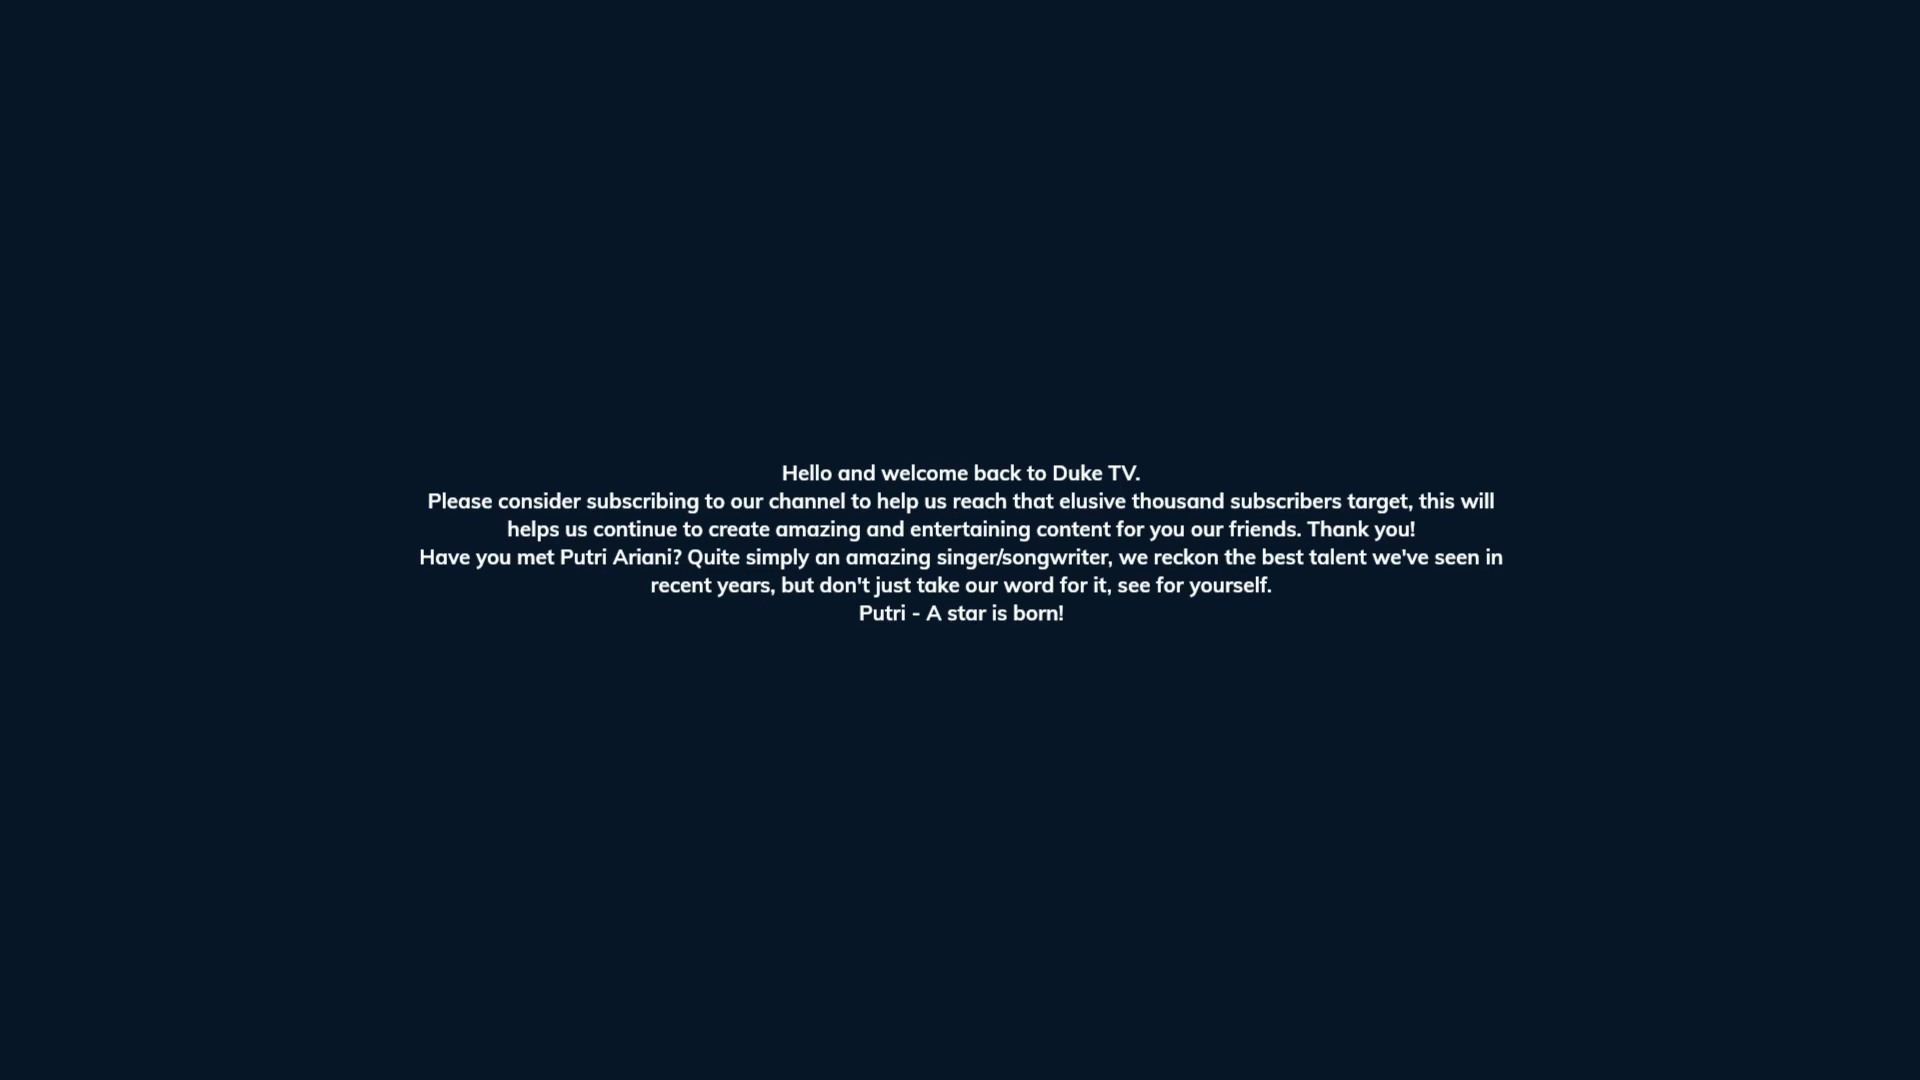 Hello and welcome back to Duke TV.
Please consider subscribing to our channel to help us reach that elusive thousand subscribers target, this will
helps us continue to create amazing and entertaining content for you our friends. Thank you!
Have you met Putri Ariani? Quite simply an amazing singer/songwriter, we reckon the best talent we've seen in
recent years, but don't just take our word for it, see for yourself.
Putri - A star is born!